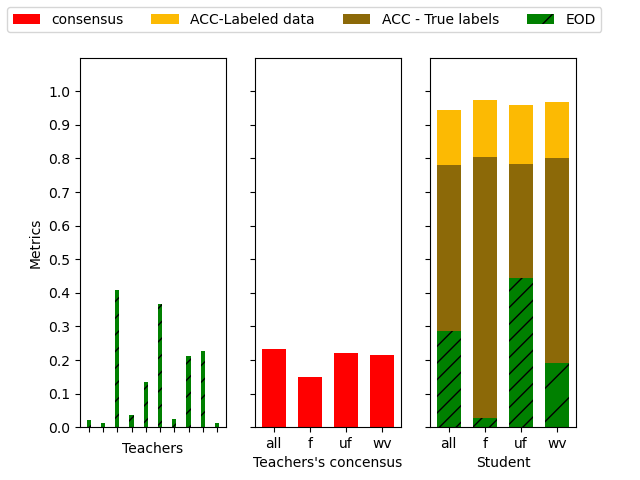 consensus ACC-Labeled data ACC - True labels EOD
1.0
0.9
0.8
0.7
0.6
0.5
0.4
0.3
0.2
0.1
0.0
Metrics
Teachers
all f uf wv
Teachers's concensus
all f uf wv
Student